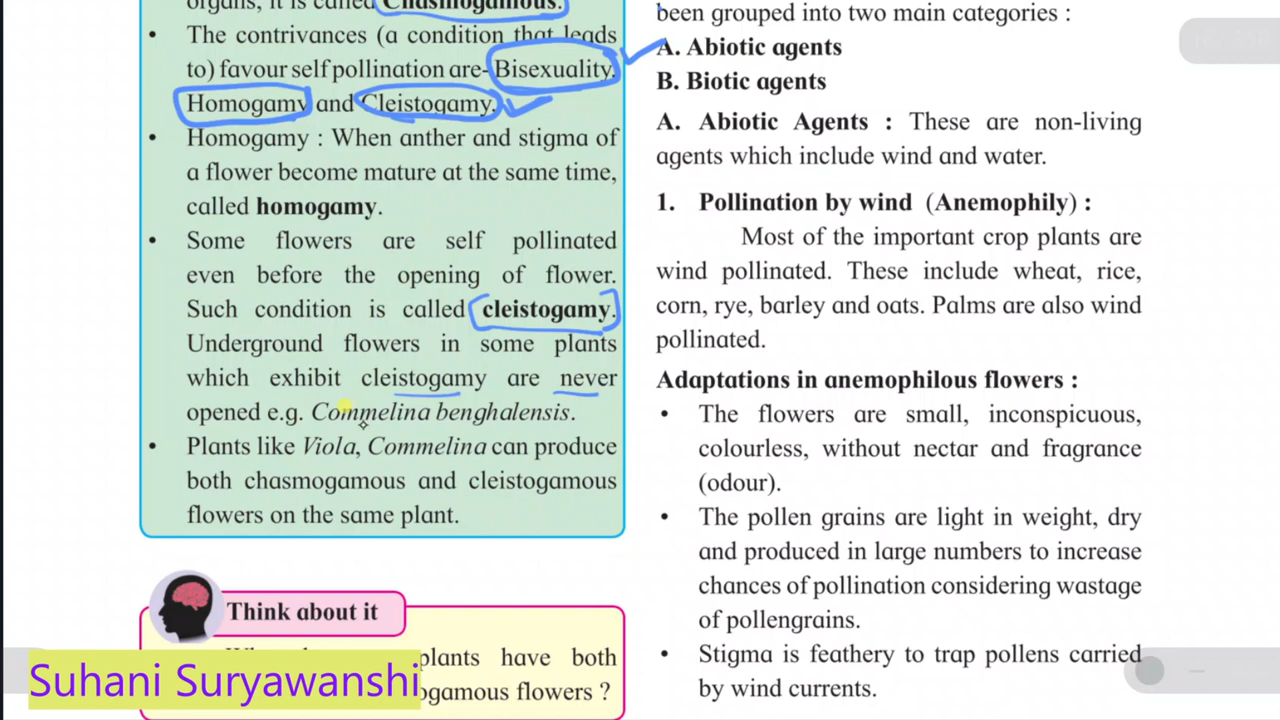 organs, it is called Chasmogamous.
• The contrivances (a condition that leads
to) favour self pollination are- Bisexuality,
Homogamy and Cleistogamy.
• Homogamy : When anther and stigma of
a flower become mature at the same time,
called homogamy.
• Some flowers are self pollinated
even before the opening of flower.
Such condition is called cleistogamy.
Underground flowers in some plants
which exhibit cleistogamy are never
opened e.g. Commelina benghalensis.
• Plants like Viola, Commelina can produce
both chasmogamous and cleistogamous
flowers on the same plant.
Think about it
plants have both
ogamous flowers ?
Suhani Suryawanshi
been grouped into two main categories :
A. Abiotic agents
B. Biotic agents
A. Abiotic Agents : These are non-living
agents which include wind and water.
1. Pollination by wind (Anemophily) :
Most of the important crop plants are
wind pollinated. These include wheat, rice,
corn, rye, barley and oats. Palms are also wind
pollinated.
Adaptations in anemophilous flowers :
• The flowers are small, inconspicuous,
colourless, without nectar and fragrance
(odour).
• The pollen grains are light in weight, dry
and produced in large numbers to increase
chances of pollination considering wastage
of pollengrains.
• Stigma is feathery to trap pollens carried
by wind currents.